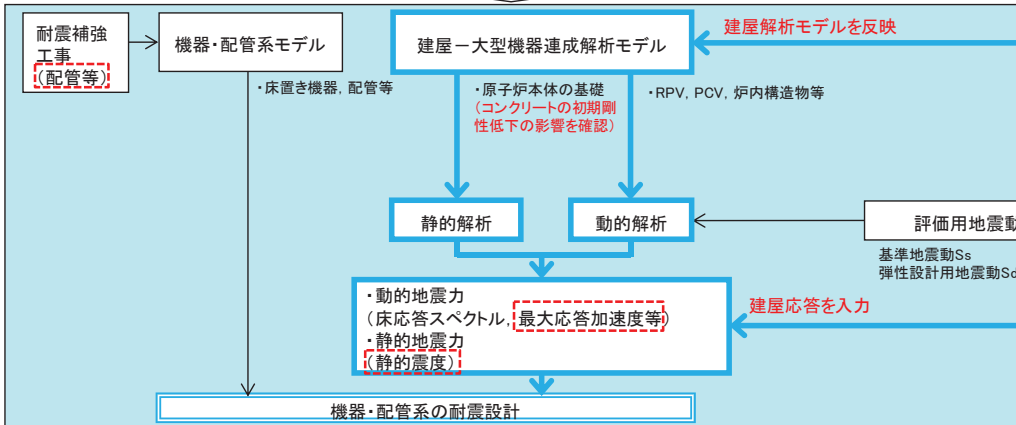 耐震補強
工事
(配管等)
機器・配管系モデル
・床置き機器, 配管等
建屋－大型機器連成解析モデル
建屋解析モデルを反映
・原子炉本体の基礎
(コンクリートの初期剛
性低下の影響を確認)
・RPV, PCV, 炉内構造物等
静的解析
動的解析
評価用地震動
基準地震動Ss
弾性設計用地震動Sd
・動的地震力
(床応答スペクトル, 最大応答加速度等)
・静的地震力
(静的震度)
建屋応答を入力
機器・配管系の耐震設計